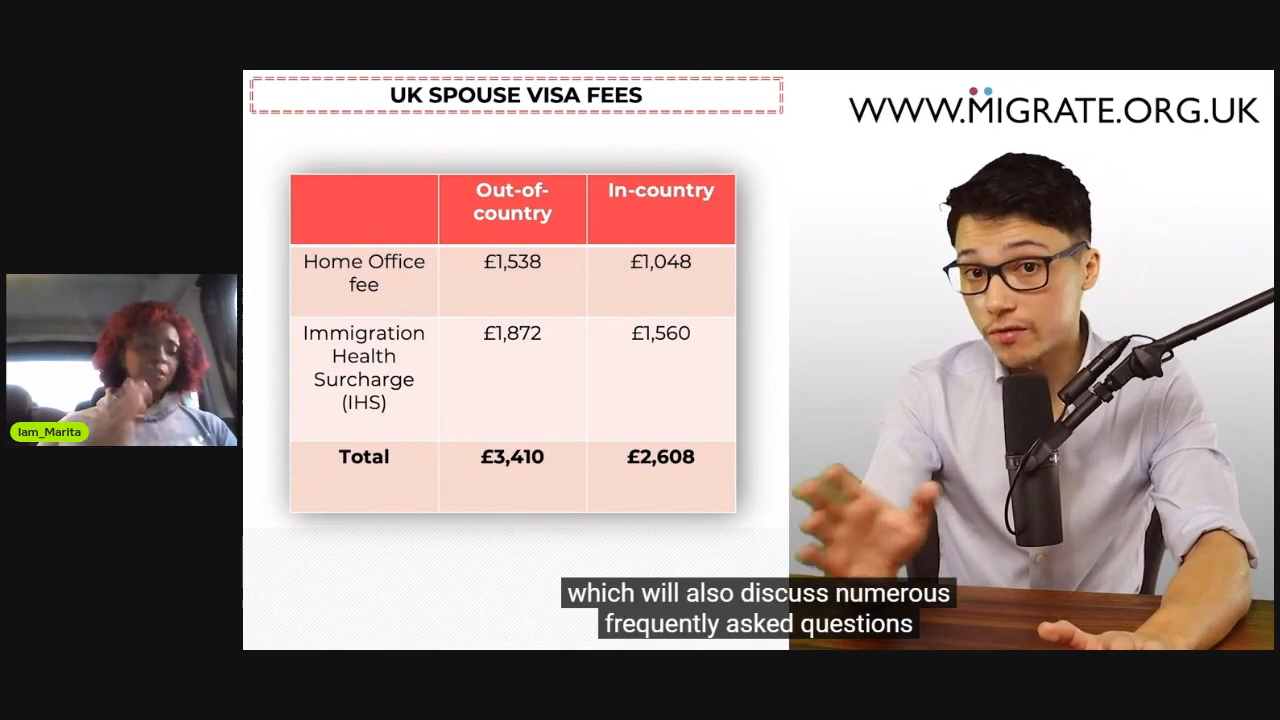 UK SPOUSE VISA FEES
WWW.MIGRATE.ORG.UK
Out-of-
country
In-country
Home Office
fee
£1,538
£1,048
Immigration
Health
Surcharge
(IHS)
£1,872
£1,560
Total
£3,410
£2,608
Iam_Marita
which will also discuss numerous
frequently asked questions